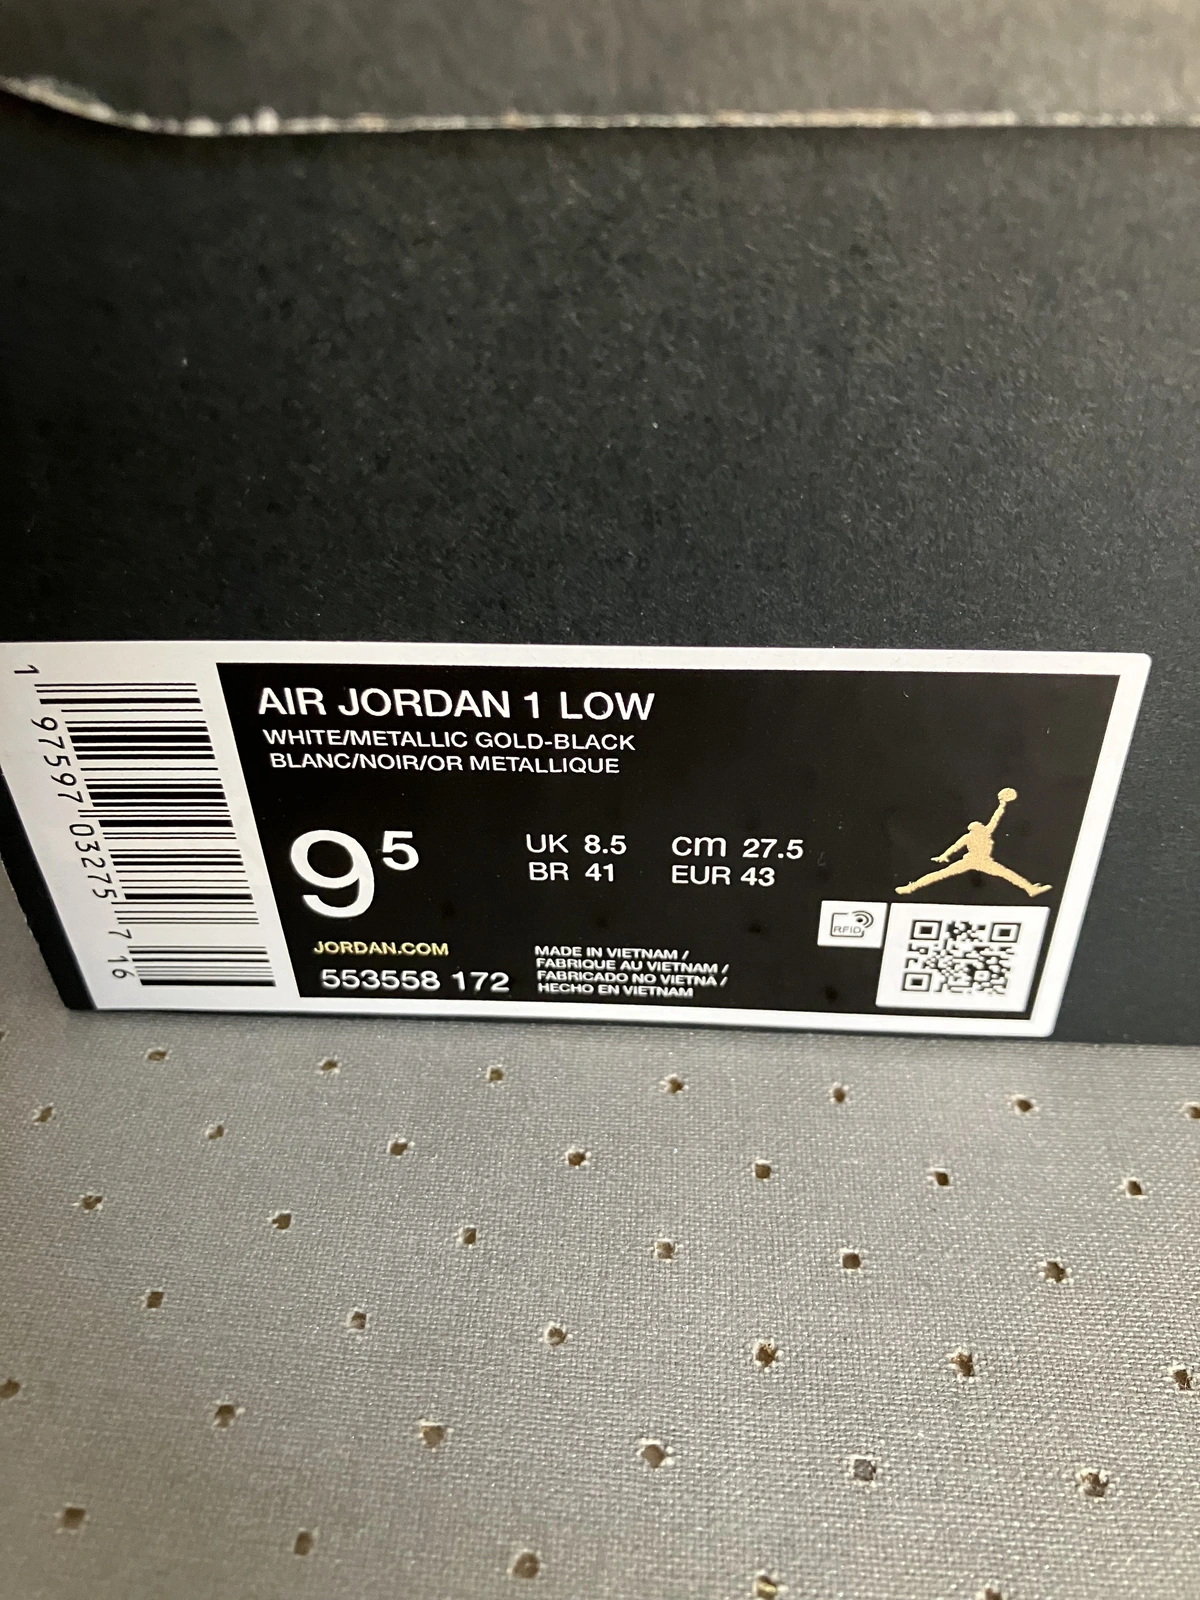 AIR JORDAN 1 LOW
WHITE/METALLIC GOLD-BLACK
BLANC/NOIR/OR METALLIQUE
9 5
UK 8.5 cm 27.5
BR 41 EUR 43
JORDAN.COM
553558 172
MADE IN VIETNAM /
FABRIQUE AU VIETNAM /
FABRICADO NO VIETNA /
HECHO EN VIETNAM
RFID
1 97597 03275 7 16